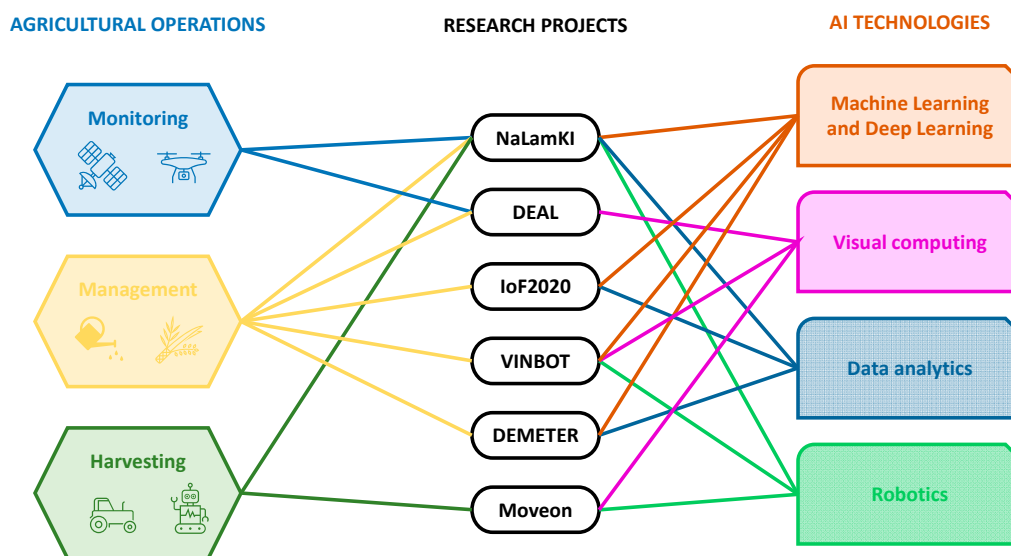 AGRICULTURAL OPERATIONS
RESEARCH PROJECTS
AI TECHNOLOGIES
Monitoring
Management
Harvesting
NaLamKI
DEAL
IoF2020
VINBOT
DEMETER
Moveon
Machine Learning
and Deep Learning
Visual computing
Data analytics
Robotics